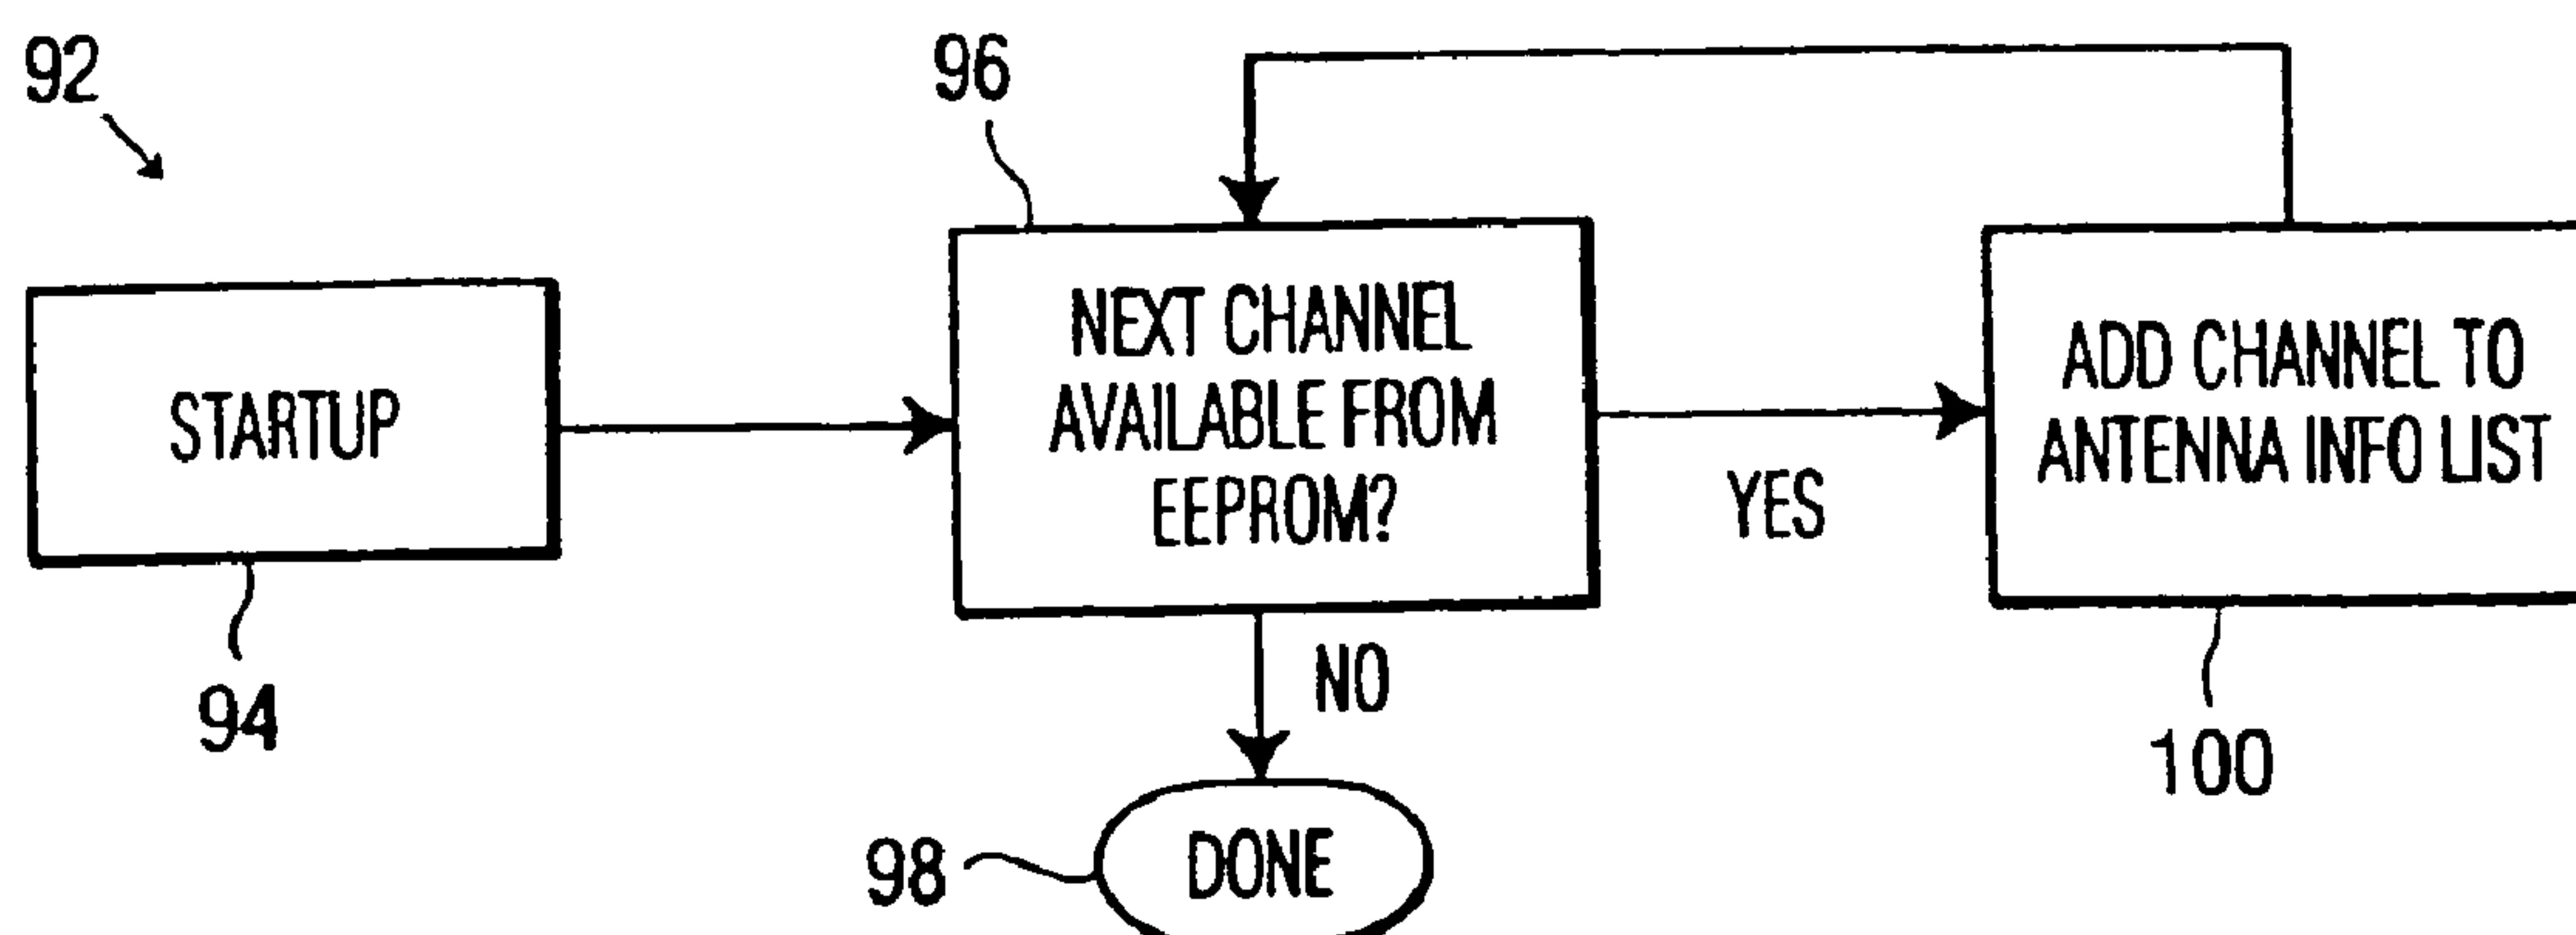 92
96
STARTUP
NEXT CHANNEL
AVAILABLE FROM
EEPROM?
YES
ADD CHANNEL TO
ANTENNA INFO LIST
94
NO
100
98
DONE